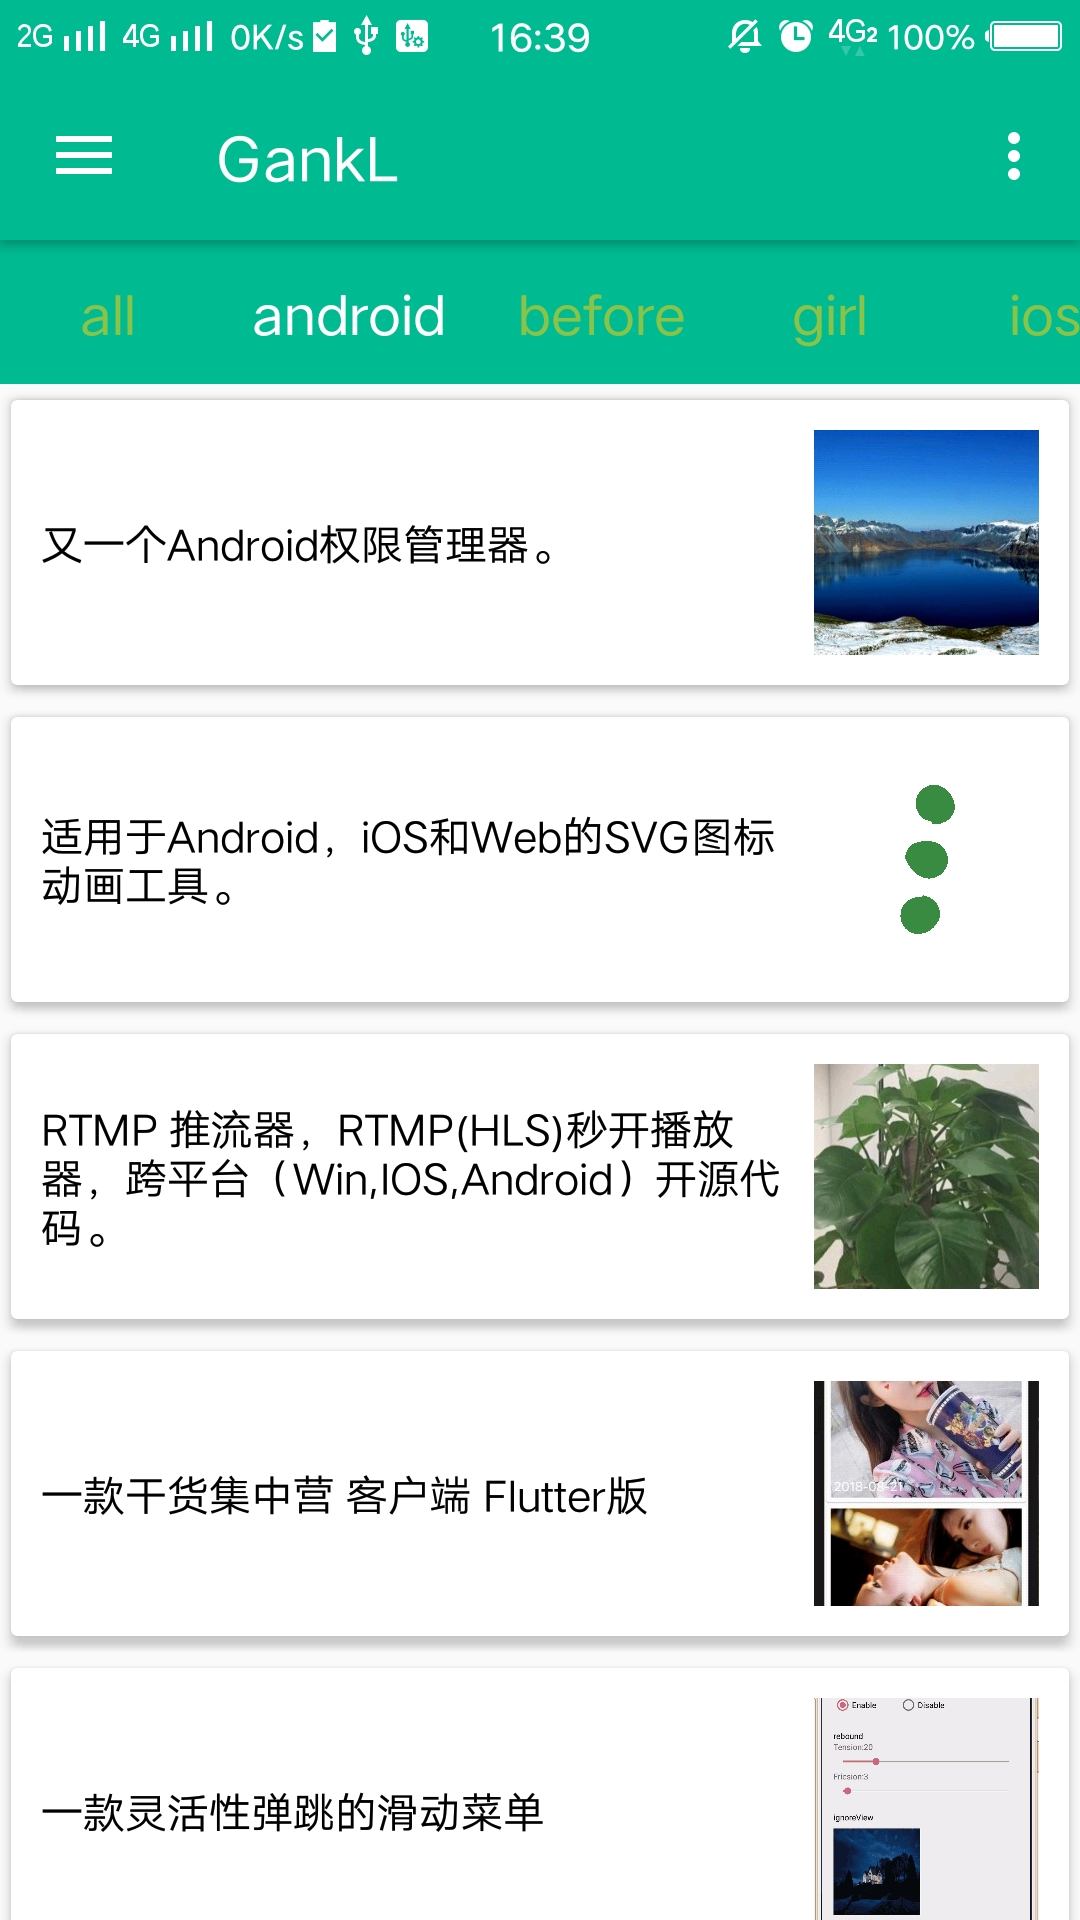 2G 4G 0K/s 16:39 4G2 100%
GankL
all android before girl ios
又一个Android权限管理器。
适用于Android，iOS和Web的SVG图标
动画工具。
RTMP 推流器，RTMP(HLS)秒开播放
器，跨平台（Win,IOS,Android）开源代
码。
2018-08-21
一款干货集中营 客户端 Flutter版
Enable Disable
rebound
Tension:20
Fricsion:3
ignoreView
一款灵活性弹跳的滑动菜单